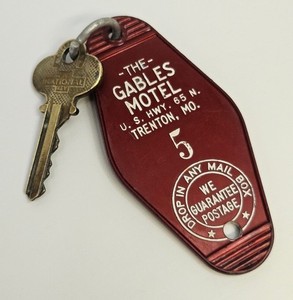 -THE-
GABLES
MOTEL
U. S. HWY. 65 N.
TRENTON, MO.
5
DROP IN ANY MAIL BOX
WE
GUARANTEE
POSTAGE